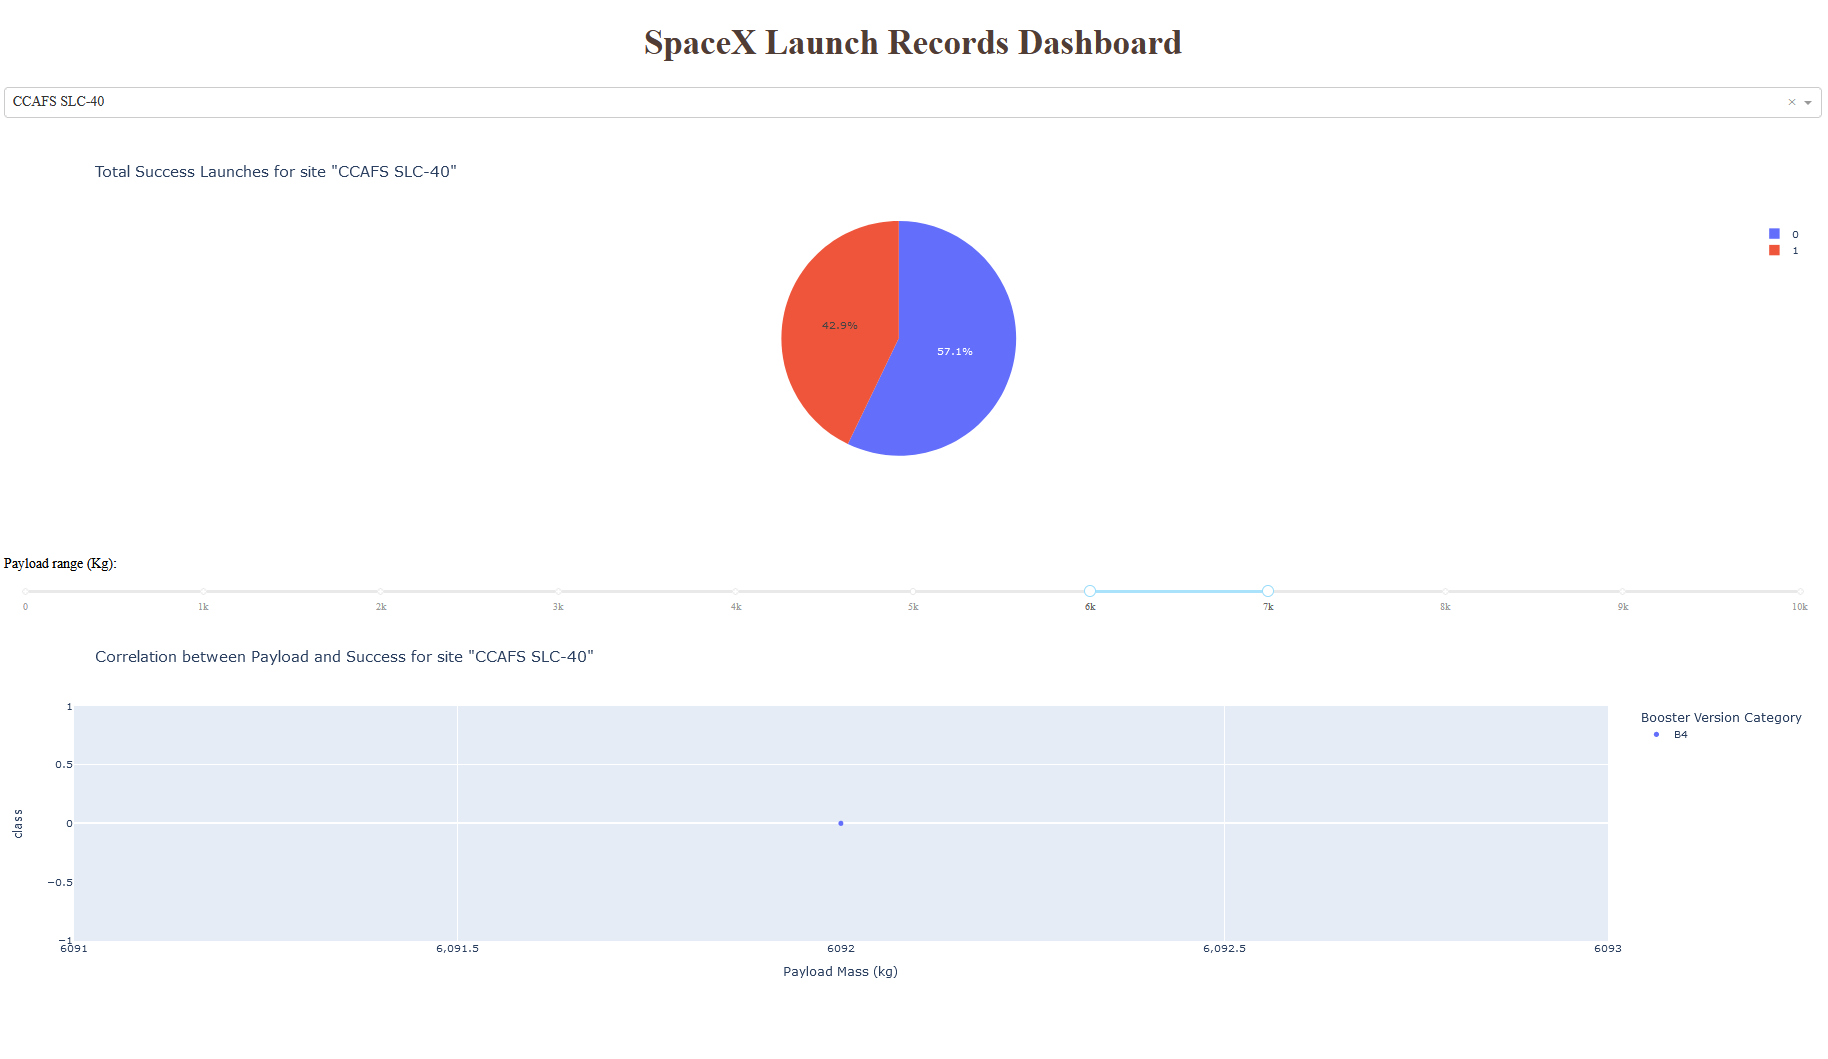 SpaceX Launch Records Dashboard
CCAFS SLC-40
×
Total Success Launches for site "CCAFS SLC-40"
0
1
42.9%
57.1%
Payload range (Kg):
0 1k 2k 3k 4k 5k 6k 7k 8k 9k 10k
Correlation between Payload and Success for site "CCAFS SLC-40"
Booster Version Category
B4
1
0.5
0
−0.5
−1
class
6091 6,091.5 6092 6,092.5 6093
Payload Mass (kg)